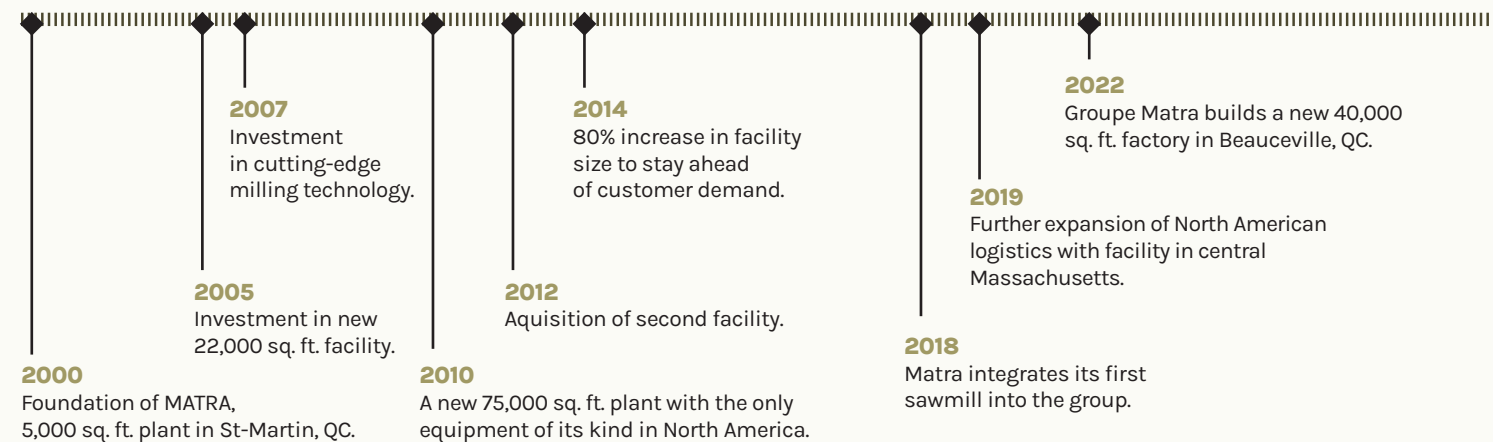 2000
Foundation of MATRA,
5,000 sq. ft. plant in St-Martin, QC.
2005
Investment in new
22,000 sq. ft. facility.
2007
Investment
in cutting-edge
milling technology.
2010
A new 75,000 sq. ft. plant with the only
equipment of its kind in North America.
2012
Aquisition of second facility.
2014
80% increase in facility
size to stay ahead
of customer demand.
2018
Matra integrates its first
sawmill into the group.
2019
Further expansion of North American
logistics with facility in central
Massachusetts.
2022
Groupe Matra builds a new 40,000
sq. ft. factory in Beauceville, QC.